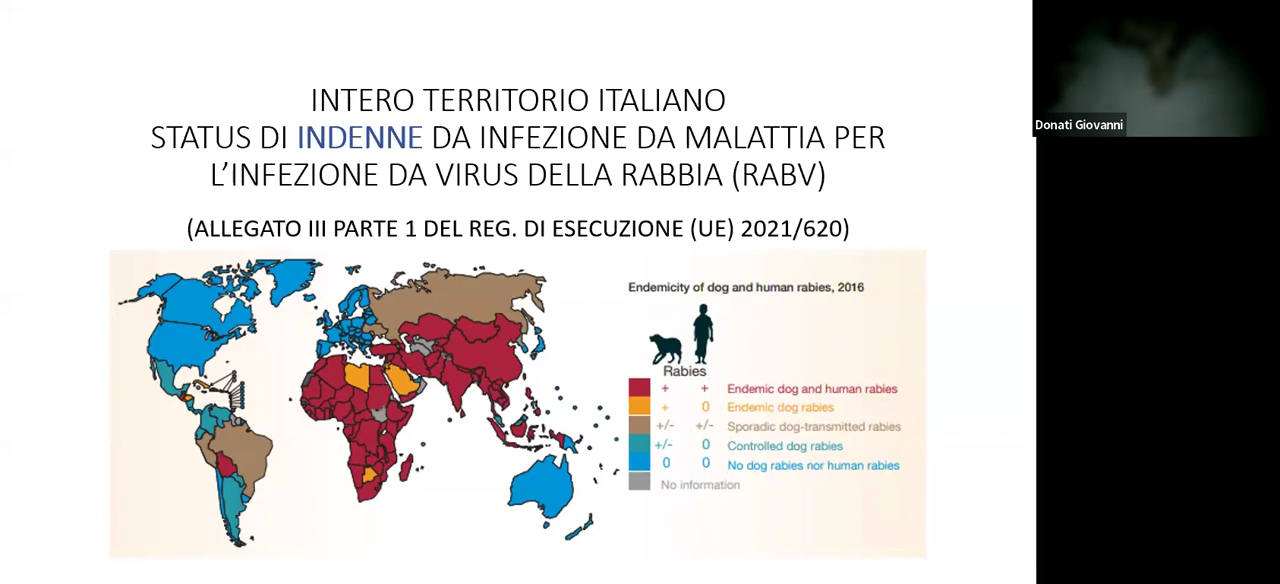 INTERO TERRITORIO ITALIANO
STATUS DI INDENNE DA INFEZIONE DA MALATTIA PER
L’INFEZIONE DA VIRUS DELLA RABBIA (RABV)
(ALLEGATO III PARTE 1 DEL REG. DI ESECUZIONE (UE) 2021/620)
Endemicity of dog and human rabies, 2016
Rabies
+ + Endemic dog and human rabies
+ 0 Endemic dog rabies
+/- +/- Sporadic dog-transmitted rabies
+/- 0 Controlled dog rabies
0 0 No dog rabies nor human rabies
No information
Donati Giovanni